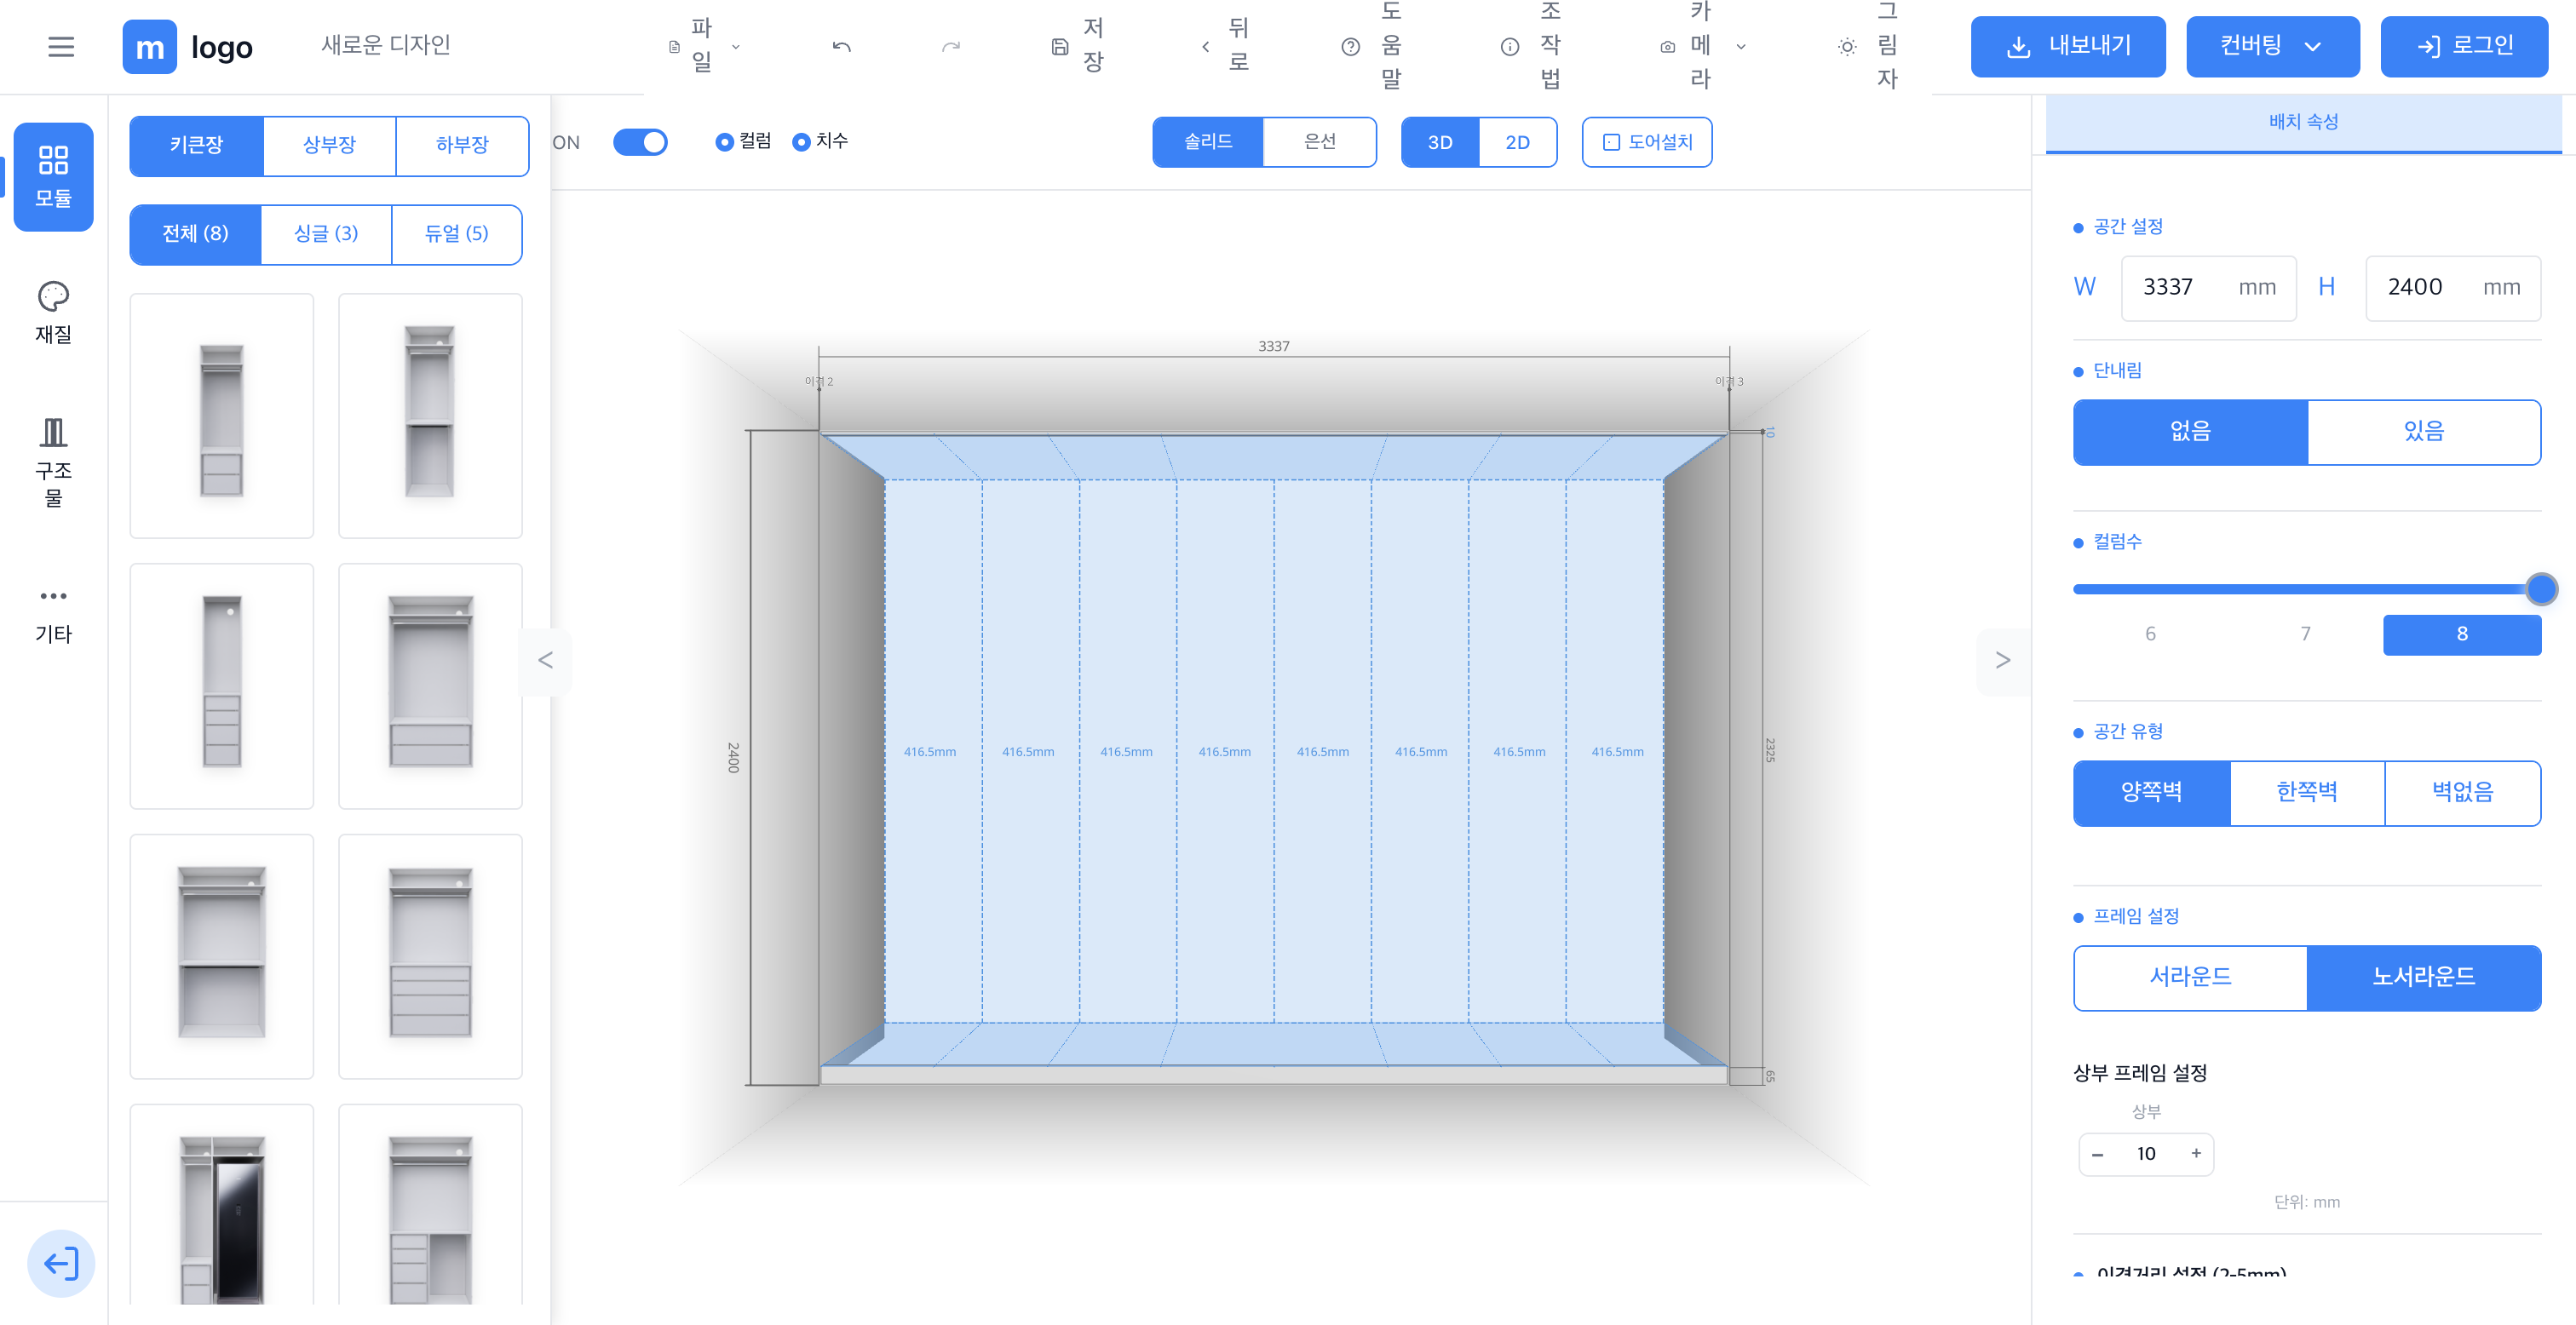 m logo
새로운 디자인
파일
저장
뒤로
도움말
조작법
카메라
그림자
내보내기
컨버팅
로그인
모듈
재질
구조물
기타
키큰장
상부장
하부장
전체 (8)
싱글 (3)
듀얼 (5)
<
ON
컬럼
치수
솔리드
은선
3D
2D
도어설치
3337
이격 2
이격 3
10
2400
416.5mm
416.5mm
416.5mm
416.5mm
416.5mm
416.5mm
416.5mm
416.5mm
2325
65
>
배치 속성
공간 설정
W 3337 mm H 2400 mm
단내림
없음
있음
컬럼수
6 7 8
공간 유형
양쪽벽
한쪽벽
벽없음
프레임 설정
서라운드
노서라운드
상부 프레임 설정
상부
− 10 +
단위: mm
이격거리 설정 (2-5mm)